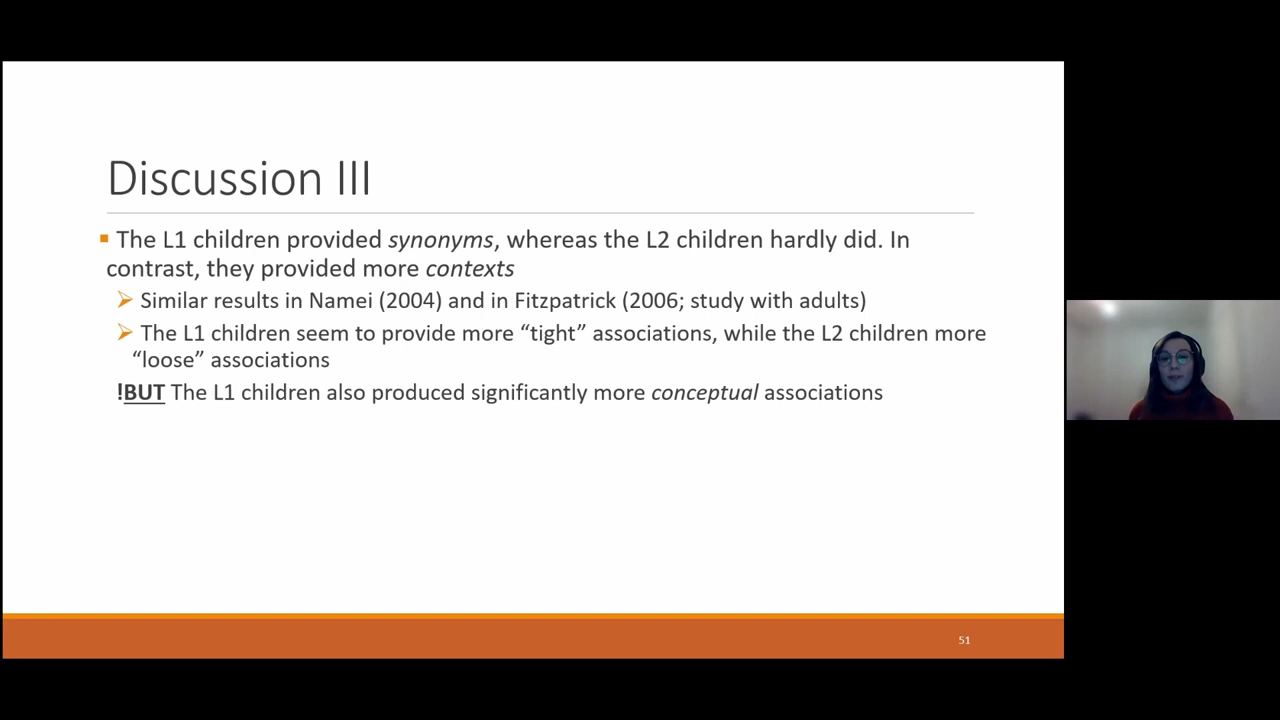 Discussion III
▪ The L1 children provided synonyms, whereas the L2 children hardly did. In
contrast, they provided more contexts
➢ Similar results in Namei (2004) and in Fitzpatrick (2006; study with adults)
➢ The L1 children seem to provide more “tight” associations, while the L2 children more
“loose” associations
!BUT The L1 children also produced significantly more conceptual associations
51